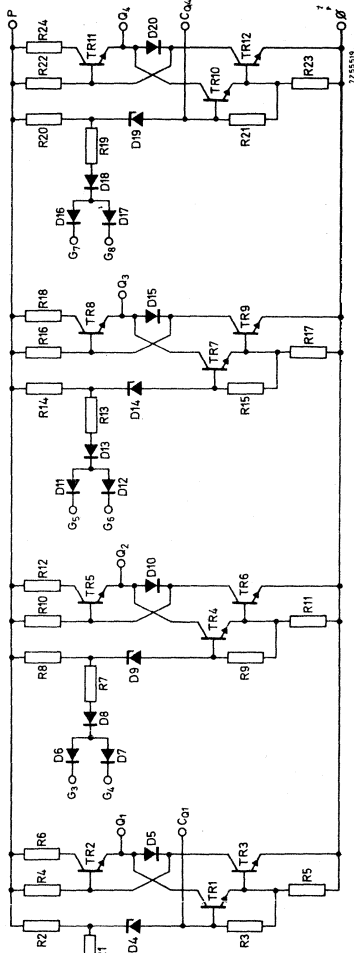 R2
R4
R6
TR2
Q1
D5
D4
CQ1
TR1
TR3
R3
R5
R8
R10
R12
R7
TR5
Q2
D6
D8
G3
G4
D7
D9
D10
TR4
TR6
R9
R11
R14
R16
R18
R13
TR8
Q3
D11
D13
G5
G6
D12
D14
D15
TR7
TR9
R15
R17
P
R20
R22
R24
R19
TR11
Q4
D16
D18
G7
G8
D17
D19
D20
CQ4
TR10
TR12
R21
R23
Ø
7Z55519